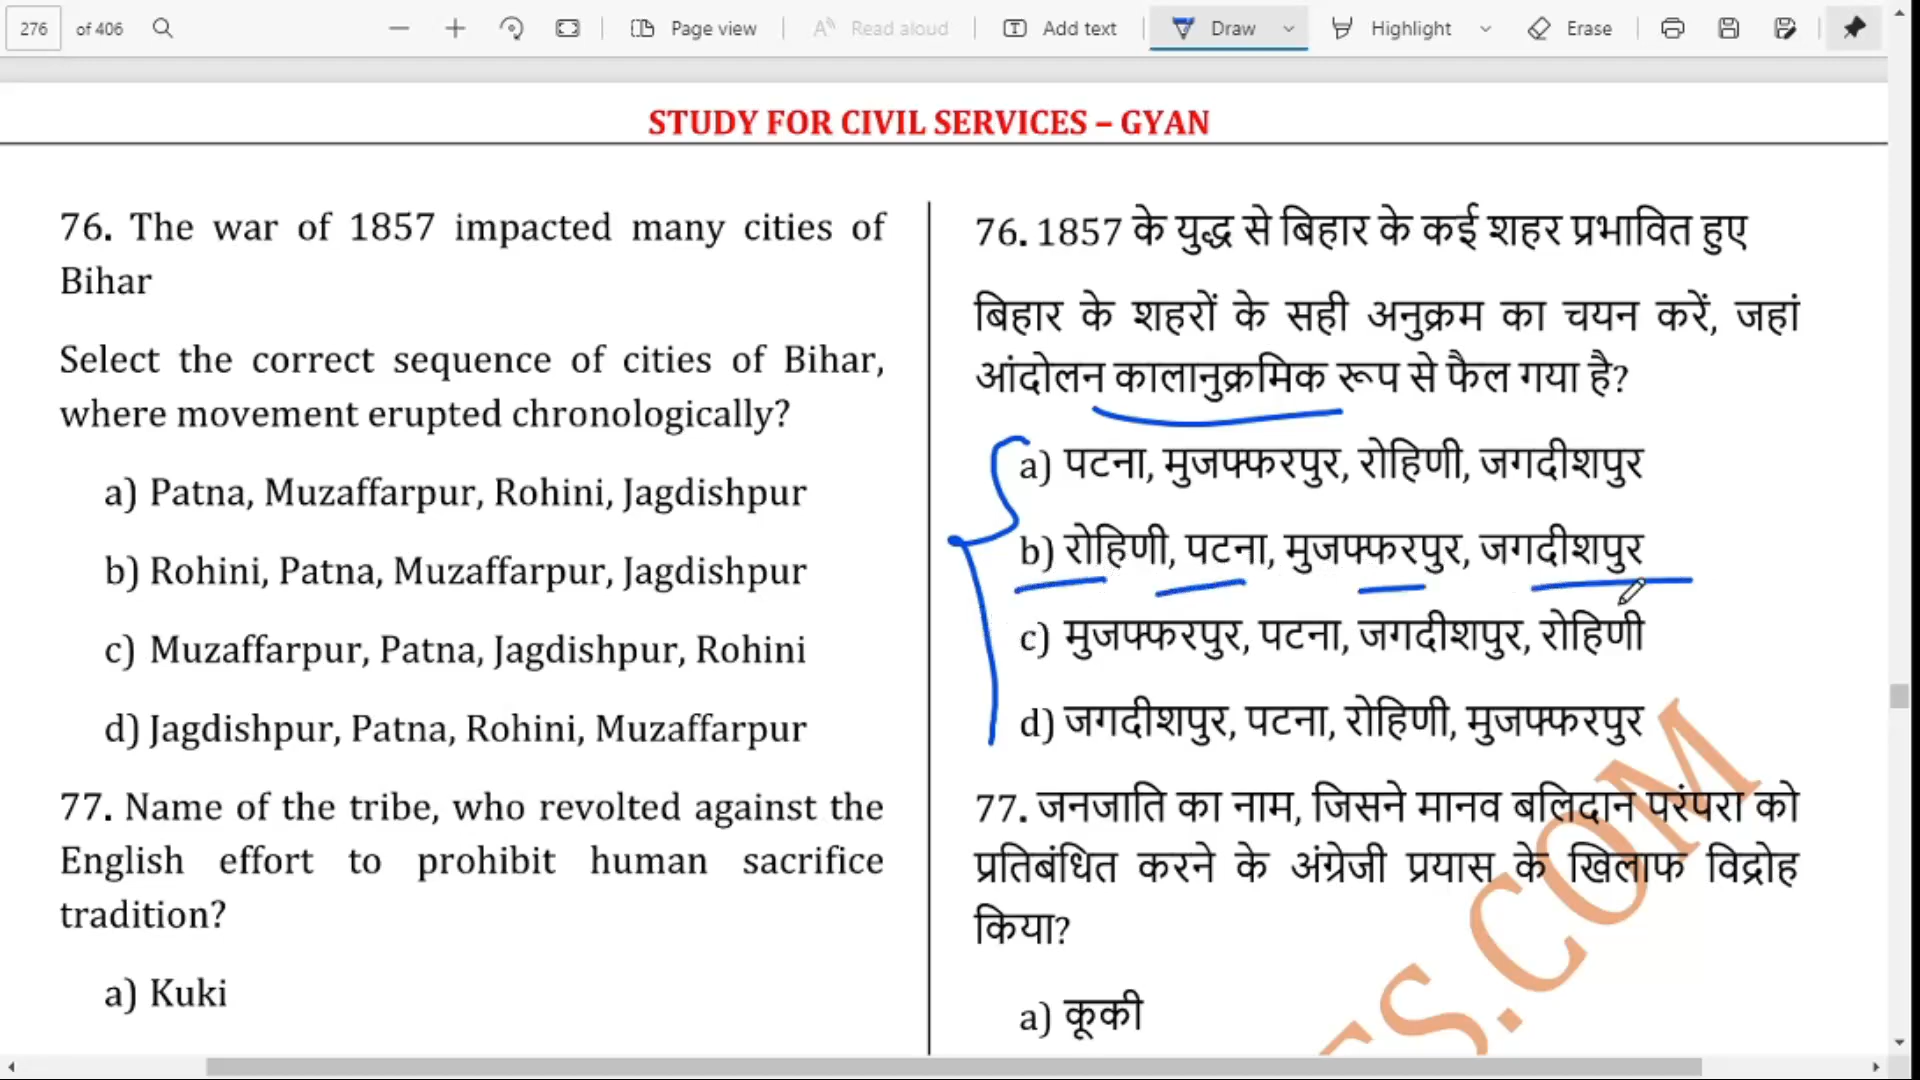 276 of 406 Page view Read aloud Add text Draw Highlight Erase
STUDY FOR CIVIL SERVICES – GYAN
76. The war of 1857 impacted many cities of
Bihar
Select the correct sequence of cities of Bihar,
where movement erupted chronologically?
a) Patna, Muzaffarpur, Rohini, Jagdishpur
b) Rohini, Patna, Muzaffarpur, Jagdishpur
c) Muzaffarpur, Patna, Jagdishpur, Rohini
d) Jagdishpur, Patna, Rohini, Muzaffarpur
77. Name of the tribe, who revolted against the
English effort to prohibit human sacrifice
tradition?
a) Kuki
76. 1857 के युद्ध से बिहार के कई शहर प्रभावित हुए
बिहार के शहरों के सही अनुक्रम का चयन करें, जहां
आंदोलन कालानुक्रमिक रूप से फैल गया है?
a) पटना, मुजफ्फरपुर, रोहिणी, जगदीशपुर
b) रोहिणी, पटना, मुजफ्फरपुर, जगदीशपुर
c) मुजफ्फरपुर, पटना, जगदीशपुर, रोहिणी
d) जगदीशपुर, पटना, रोहिणी, मुजफ्फरपुर
77. जनजाति का नाम, जिसने मानव बलिदान परंपरा को
प्रतिबंधित करने के अंग्रेजी प्रयास के खिलाफ विद्रोह
किया?
a) कूकी
S.COM